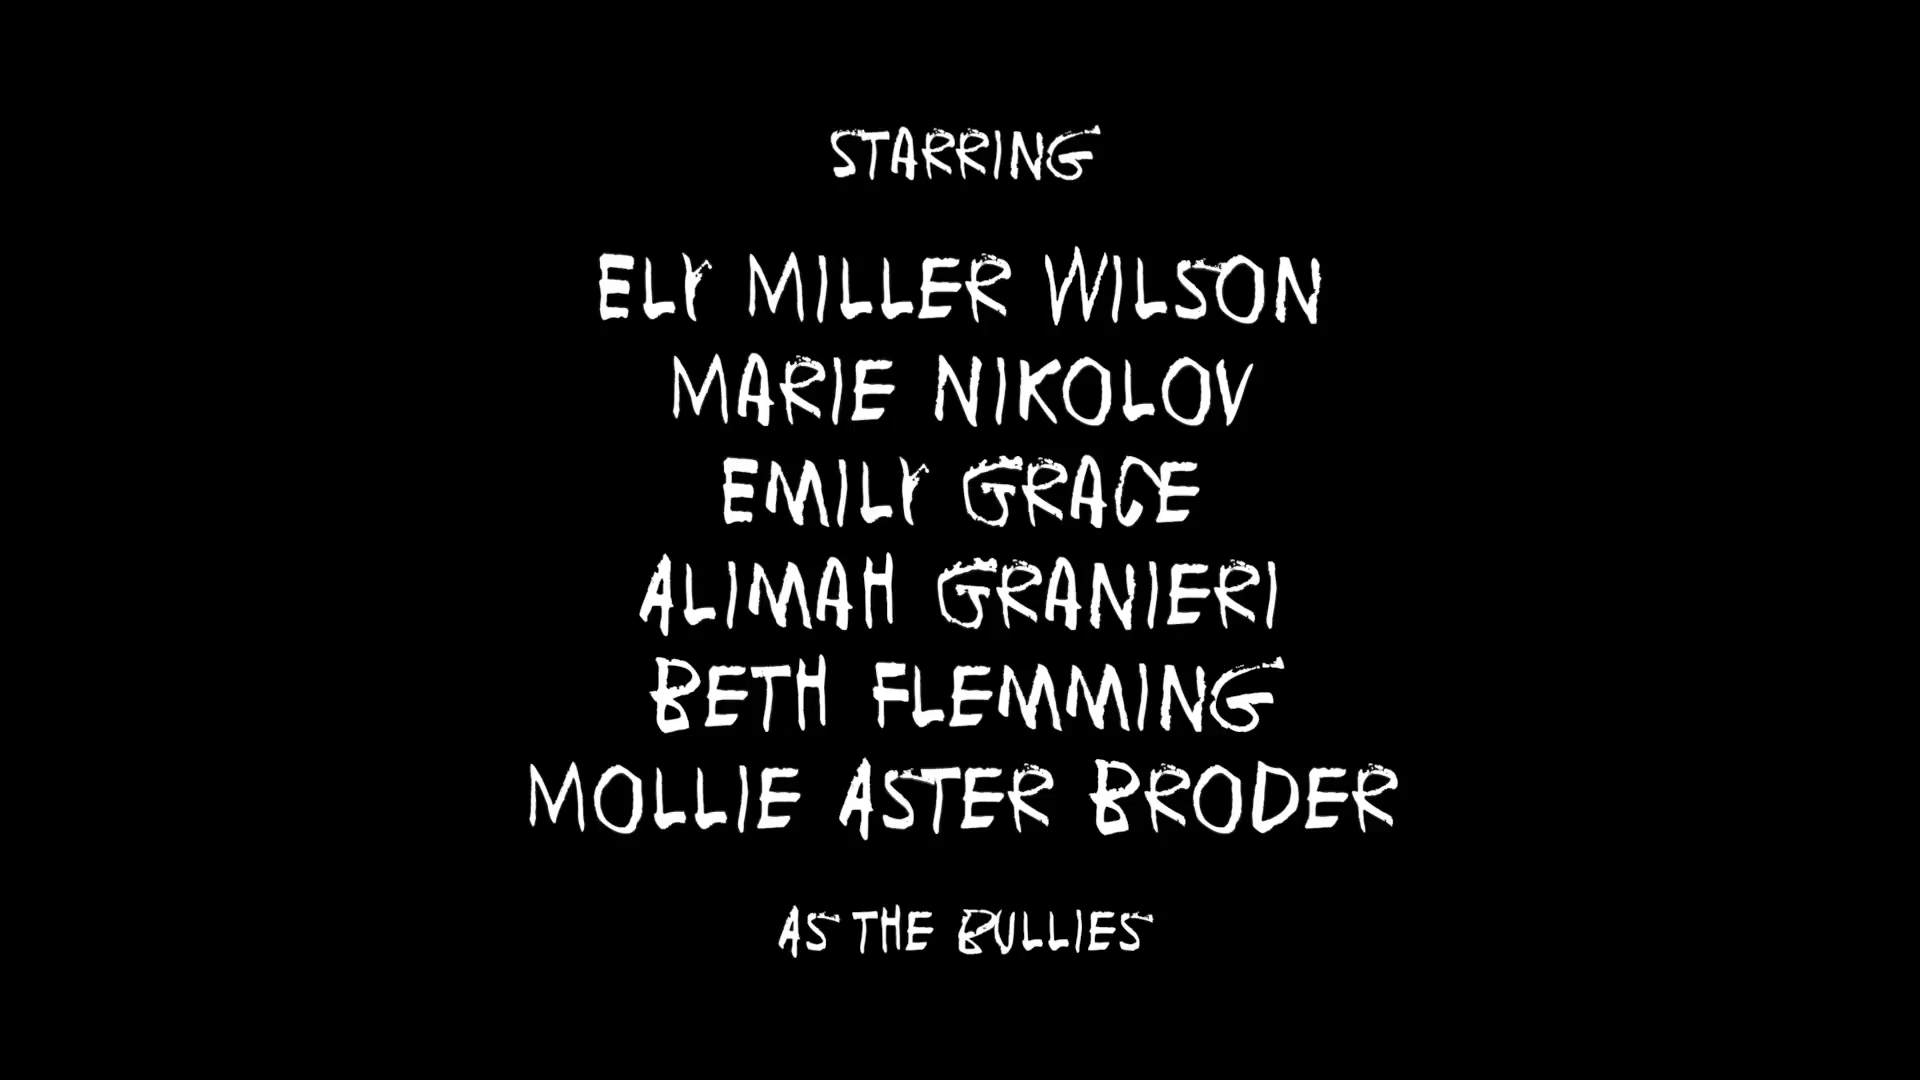 STARRING
ELY MILLER WILSON
MARIE NIKOLOV
EMILY GRACE
ALIMAH GRANIERI
BETH FLEMMING
MOLLIE ASTER BRODER
AS THE BULLIES